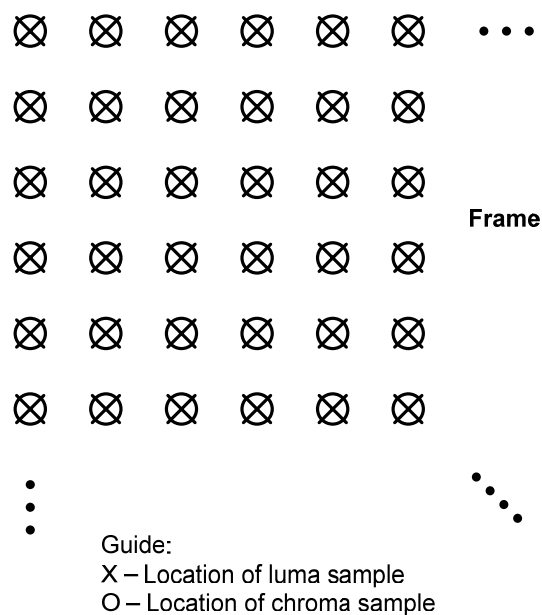 Frame
Guide:
X – Location of luma sample
O – Location of chroma sample